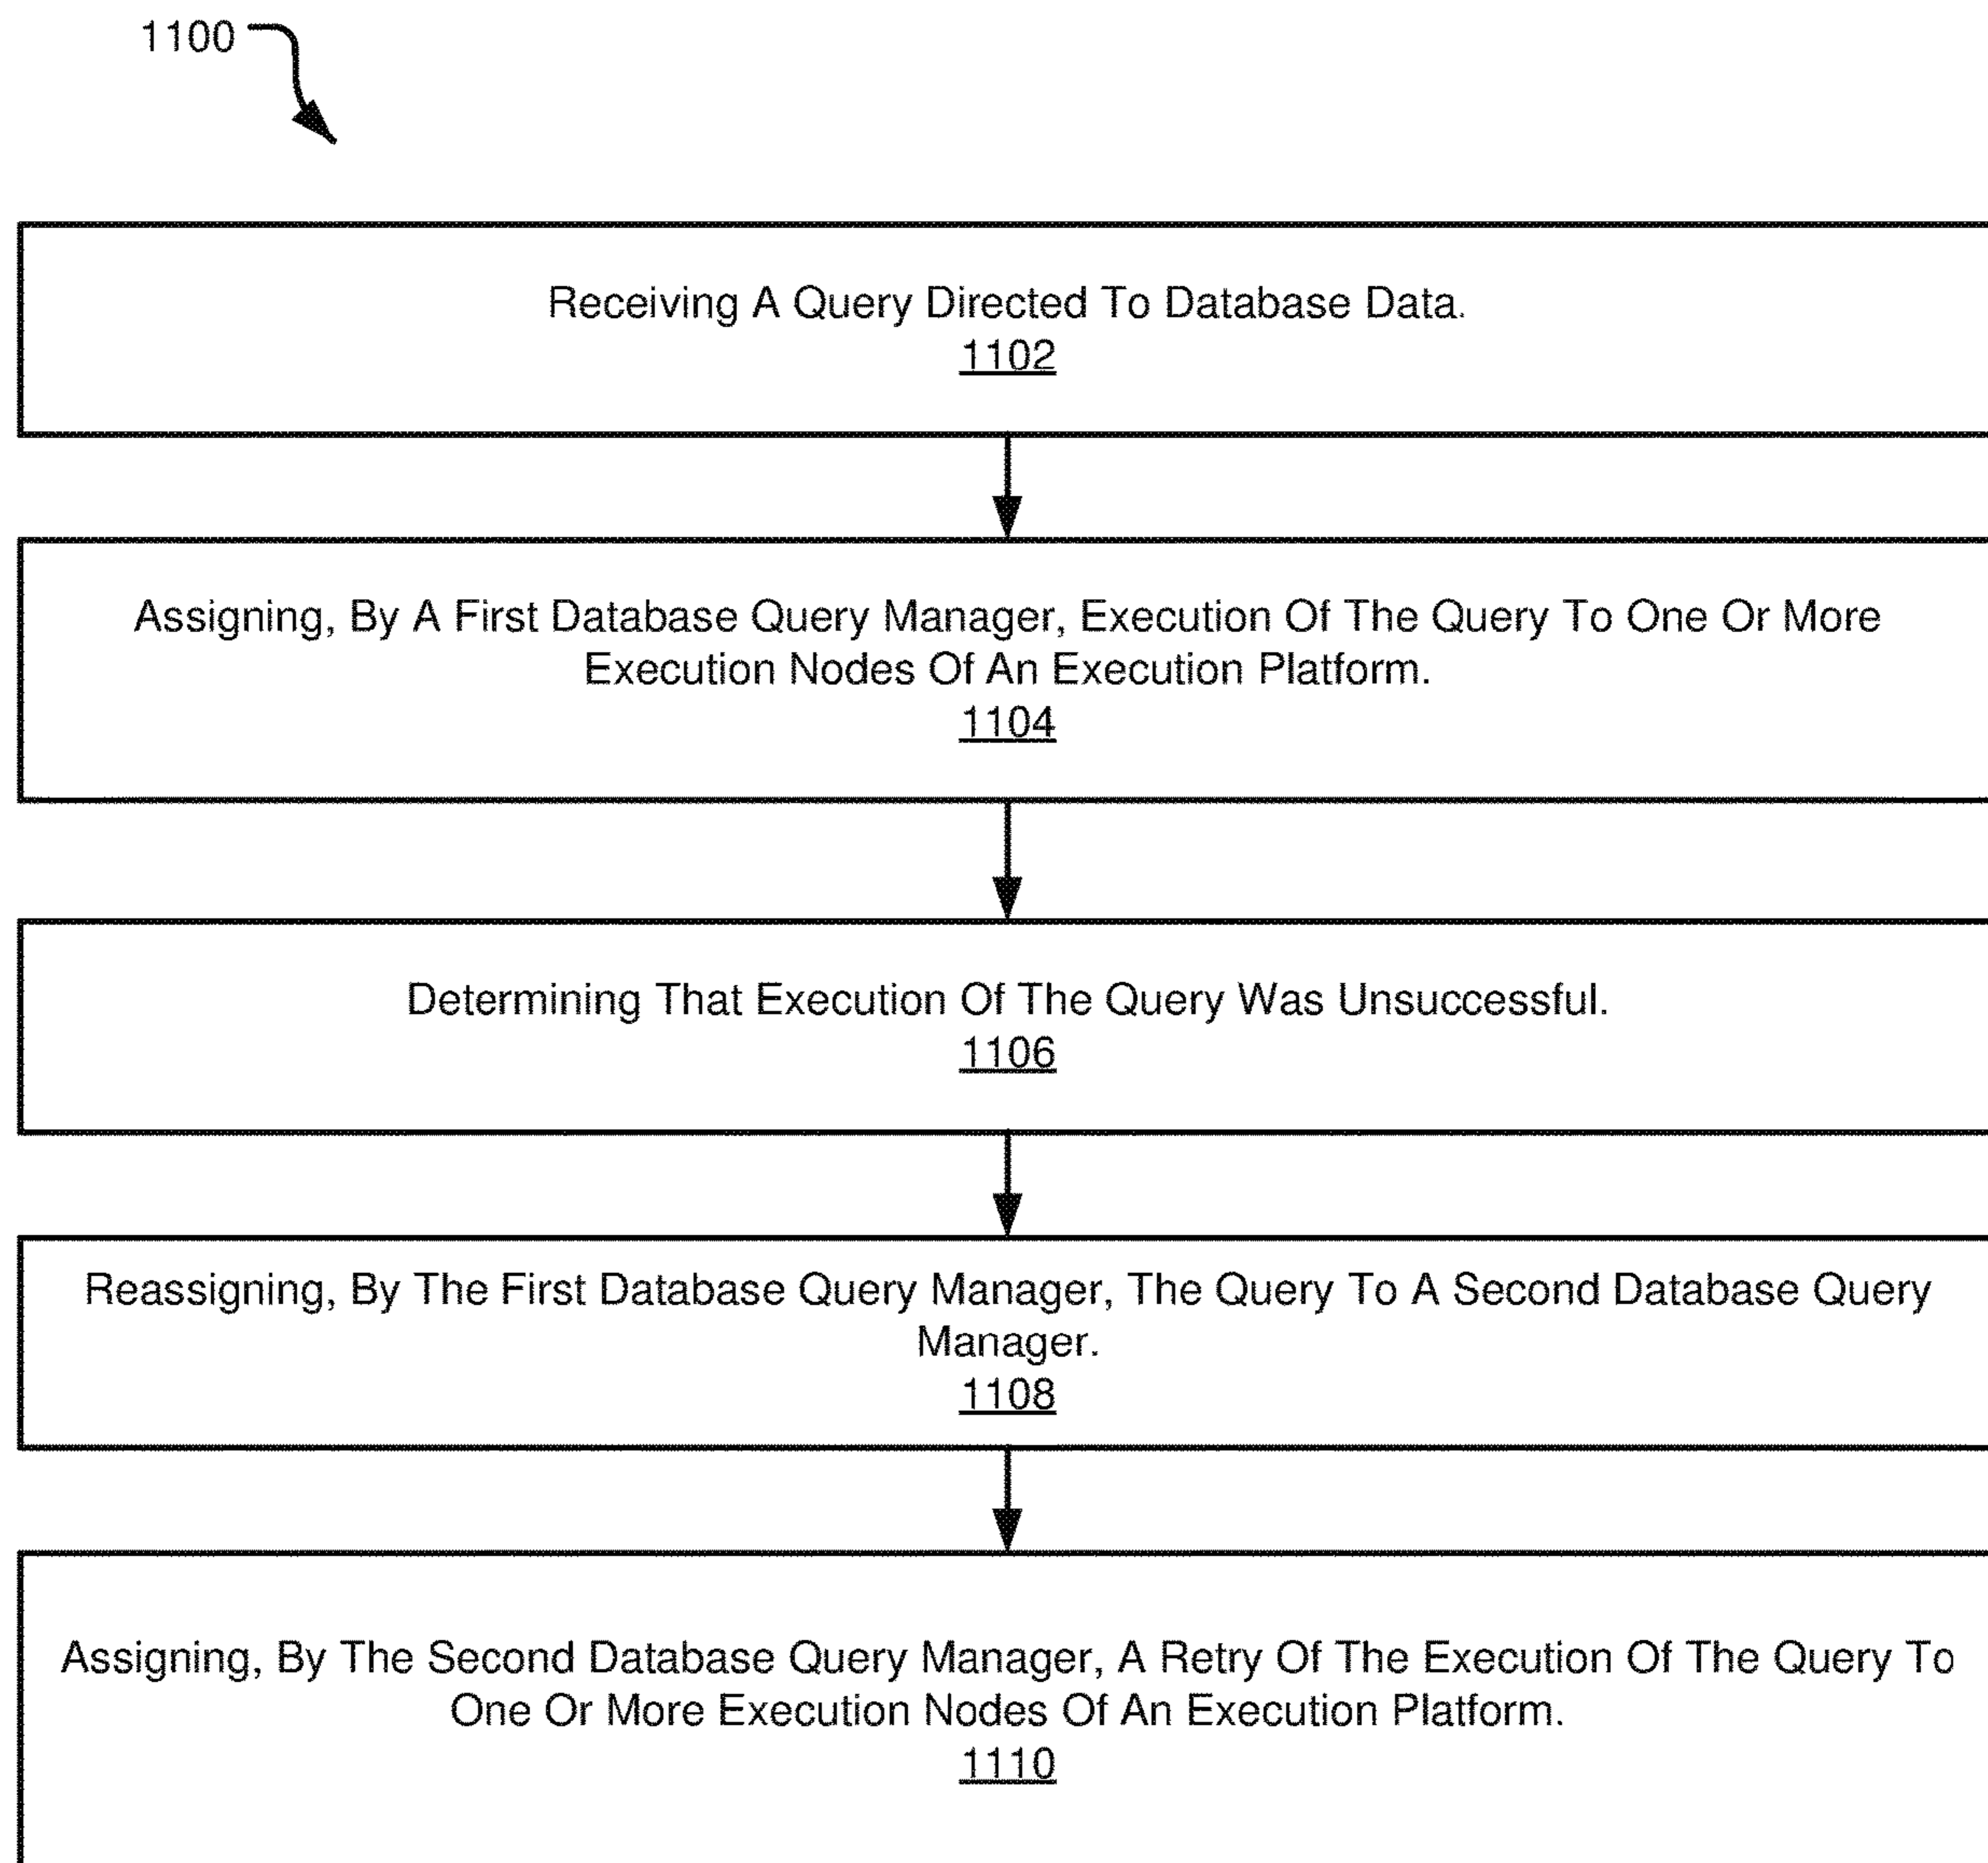 1100
Receiving A Query Directed To Database Data.
1102
Assigning, By A First Database Query Manager, Execution Of The Query To One Or More
Execution Nodes Of An Execution Platform.
1104
Determining That Execution Of The Query Was Unsuccessful.
1106
Reassigning, By The First Database Query Manager, The Query To A Second Database Query
Manager.
1108
Assigning, By The Second Database Query Manager, A Retry Of The Execution Of The Query To
One Or More Execution Nodes Of An Execution Platform.
1110